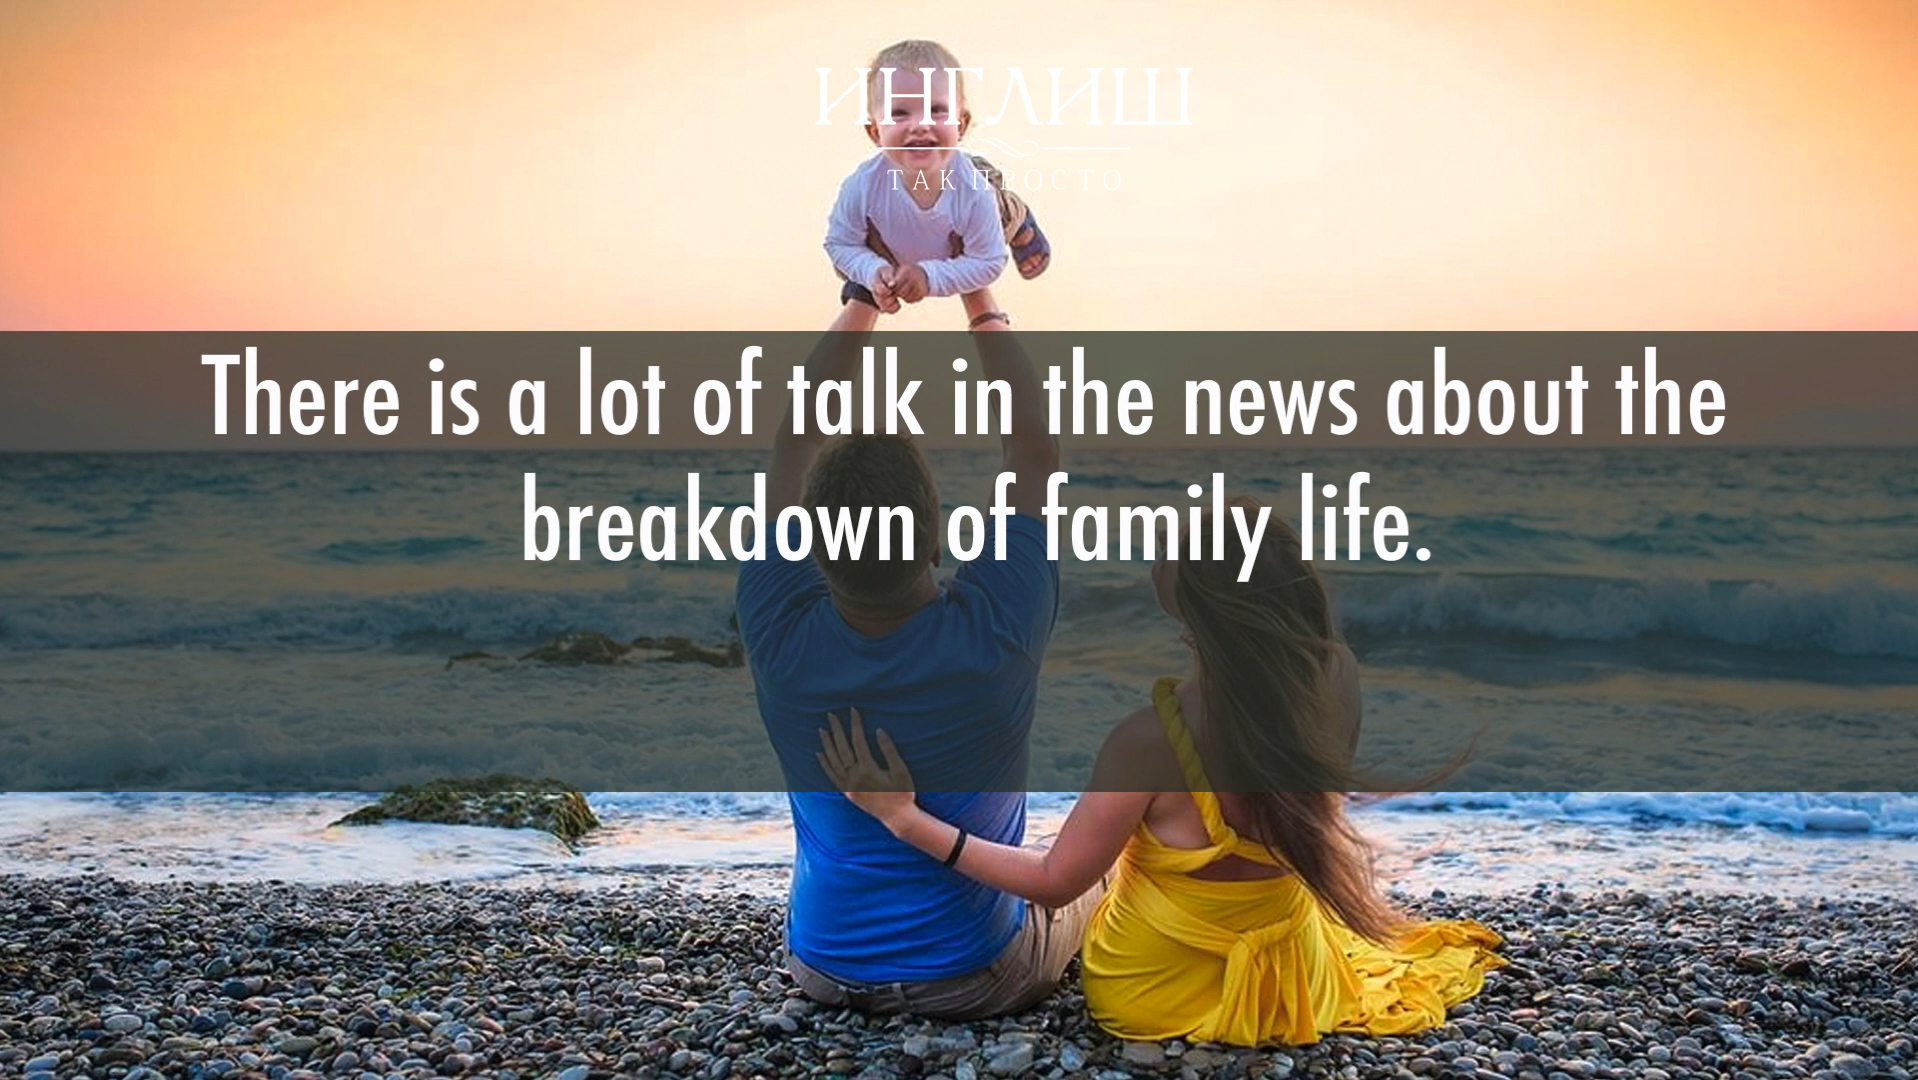 ИНГЛИШ
ТАК ПРОСТО
There is a lot of talk in the news about the
breakdown of family life.